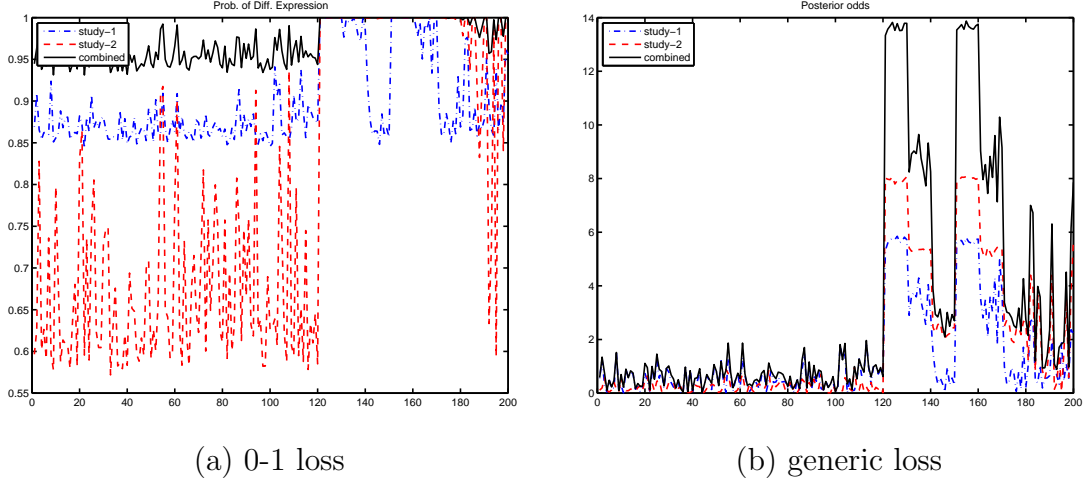 Prob. of Diff. Expression
study−1
study−2
combined
1
0.95
0.9
0.85
0.8
0.75
0.7
0.65
0.6
0.55
0 20 40 60 80 100 120 140 160 180 200
(a) 0-1 loss
Posterior odds
study−1
study−2
combined
14
12
10
8
6
4
2
0
0 20 40 60 80 100 120 140 160 180 200
(b) generic loss